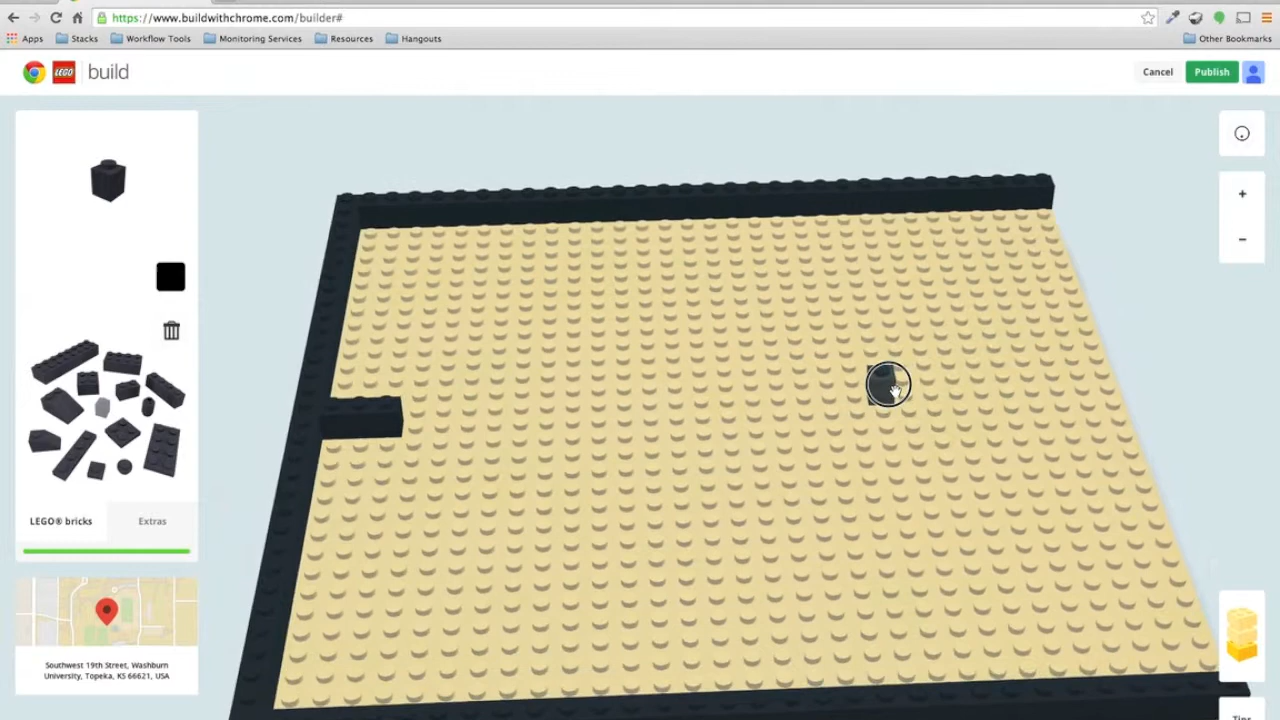 https://www.buildwithchrome.com/builder#
Apps Stacks Workflow Tools Monitoring Services Resources Hangouts Other Bookmarks
LEGO build Cancel Publish
+
-
LEGO® bricks Extras
Southwest 19th Street, Washburn
University, Topeka, KS 66621, USA
Tips